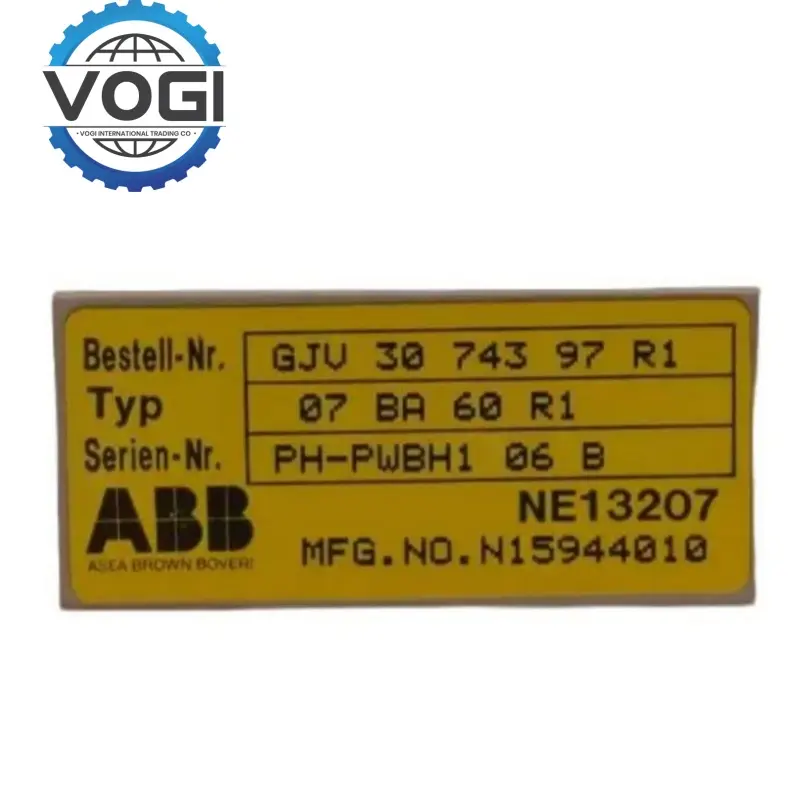 VOGI
• VOGI INTERNATIONAL TRADING CO •
Bestell-Nr. GJV 30 743 97 R1
Typ 07 BA 60 R1
Serien-Nr. PH-PWBH1 06 B
ABB NE13207
ASEA BROWN BOVERI MFG.NO.N15944010